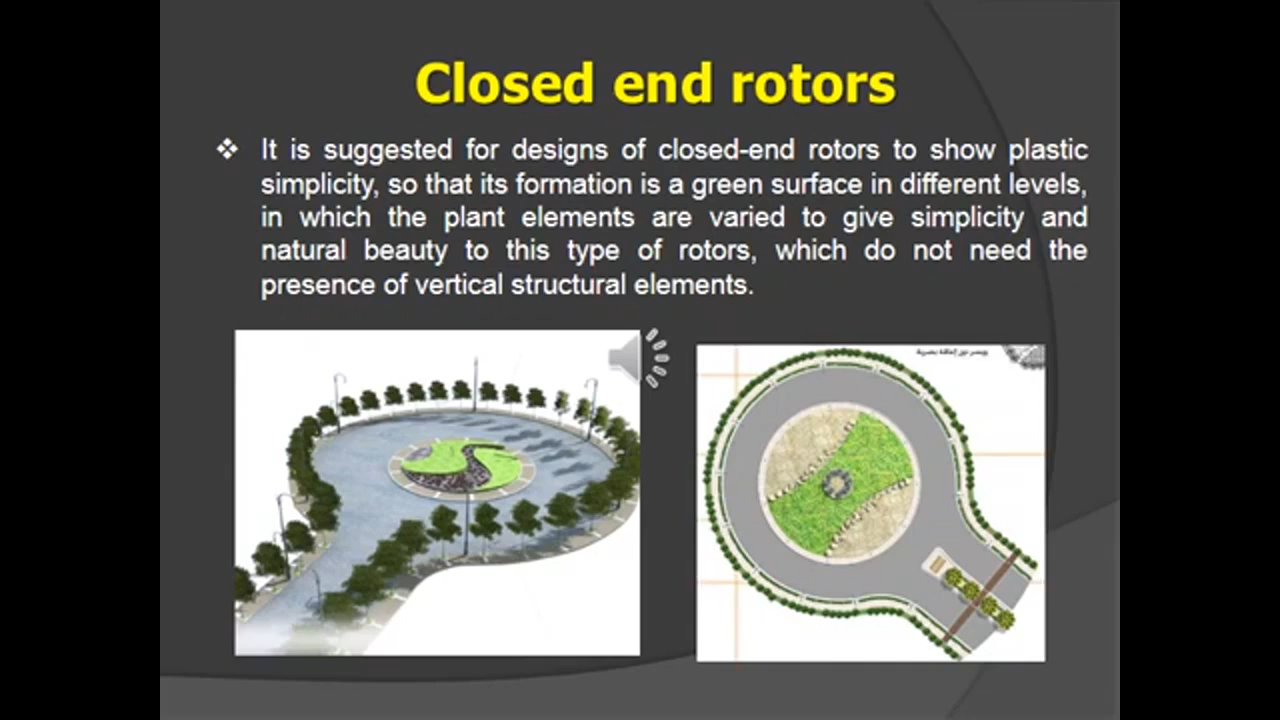 Closed end rotors
❖ It is suggested for designs of closed-end rotors to show plastic
simplicity, so that its formation is a green surface in different levels,
in which the plant elements are varied to give simplicity and
natural beauty to this type of rotors, which do not need the
presence of vertical structural elements.